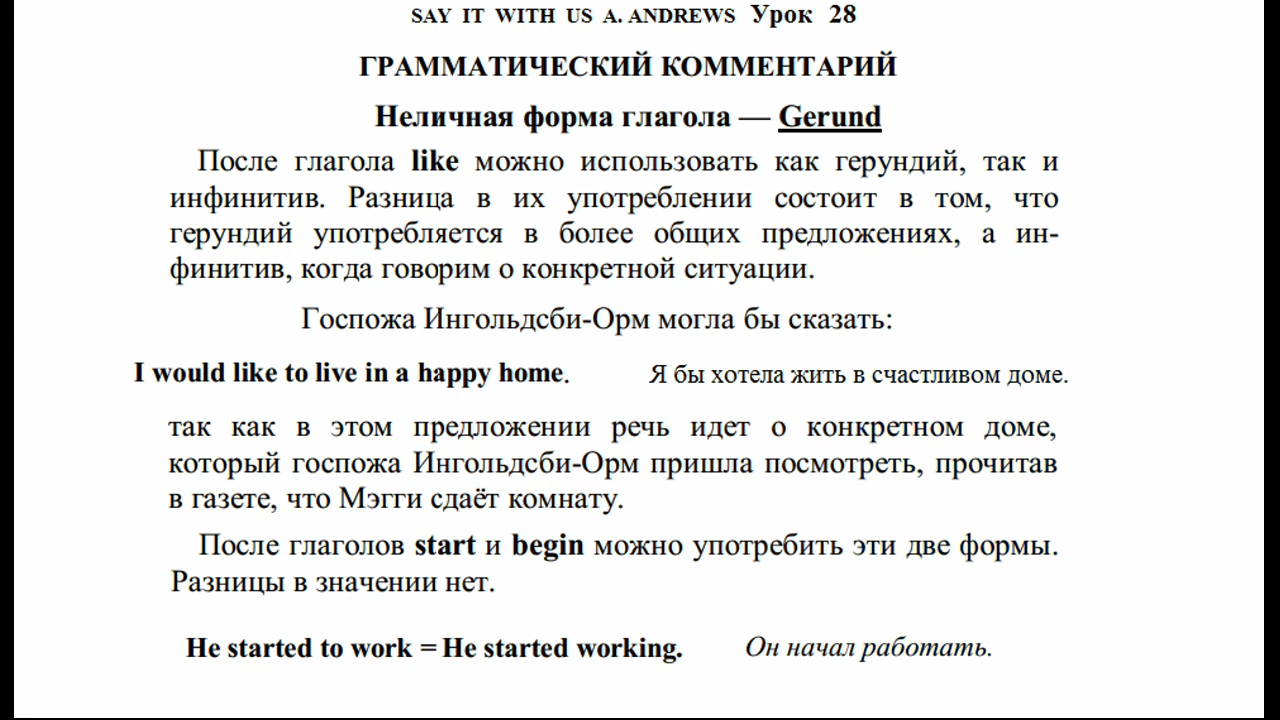 SAY IT WITH US A. ANDREWS Урок 28
ГРАММАТИЧЕСКИЙ КОММЕНТАРИЙ
Неличная форма глагола — Gerund
После глагола like можно использовать как герундий, так и
инфинитив. Разница в их употреблении состоит в том, что
герундий употребляется в более общих предложениях, а ин-
финитив, когда говорим о конкретной ситуации.
Госпожа Ингольдсби-Орм могла бы сказать:
I would like to live in a happy home. Я бы хотела жить в счастливом доме.
так как в этом предложении речь идет о конкретном доме,
который госпожа Ингольдсби-Орм пришла посмотреть, прочитав
в газете, что Мэгги сдаёт комнату.
После глаголов start и begin можно употребить эти две формы.
Разницы в значении нет.
He started to work = He started working. Он начал работать.